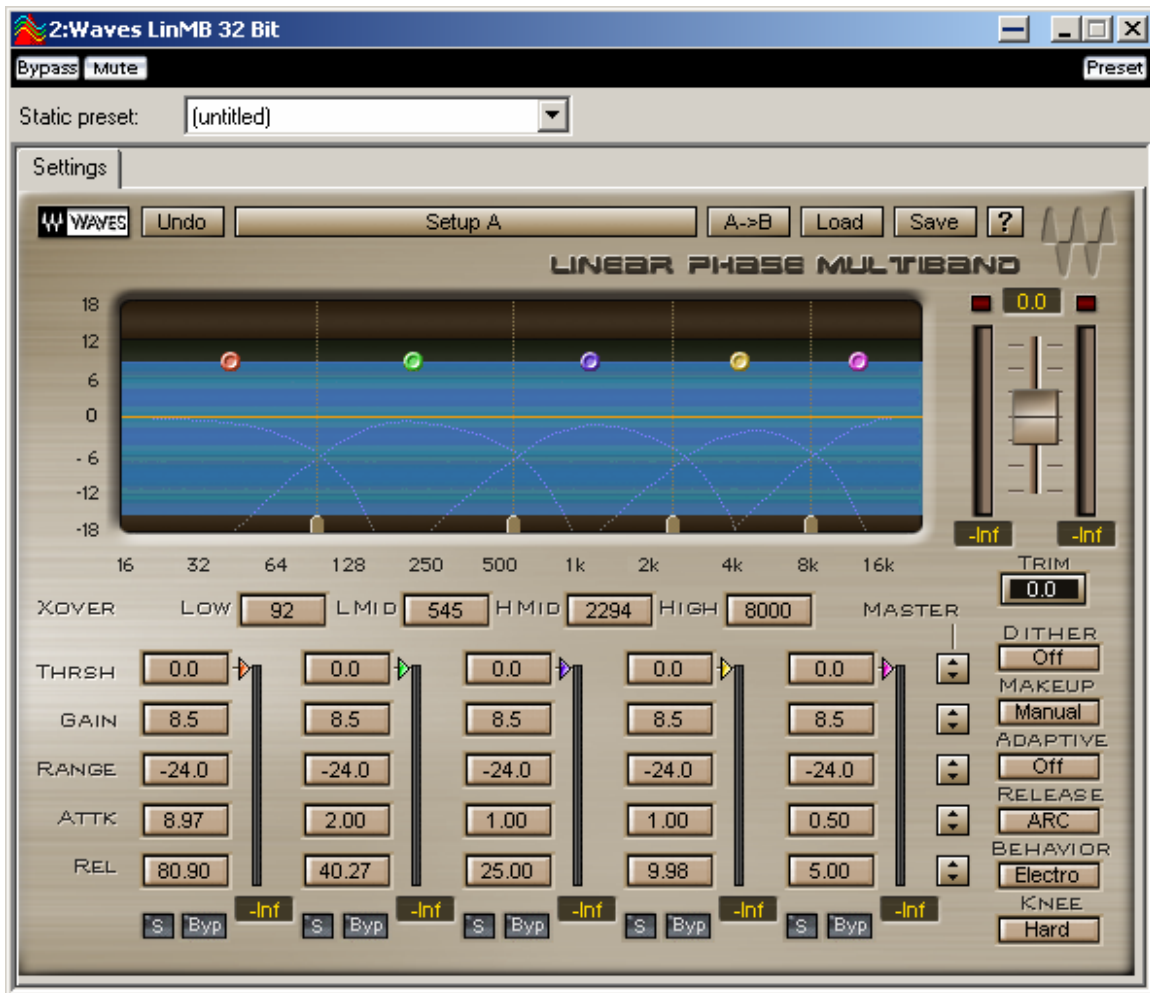 2:Waves LinMB 32 Bit
Bypass Mute Preset
Static preset: (untitled)
Settings
WAVES Undo Setup A A->B Load Save ?
LINEAR PHASE MULTIBAND
18 0.0
12
6
0
- 6
-12
-18 -Inf -Inf
16 32 64 128 250 500 1k 2k 4k 8k 16k TRIM
0.0
XOVER LOW 92 LMID 545 HMID 2294 HIGH 8000 MASTER
DITHER
THRSH 0.0 0.0 0.0 0.0 0.0 Off
MAKEUP
GAIN 8.5 8.5 8.5 8.5 8.5 Manual
ADAPTIVE
RANGE -24.0 -24.0 -24.0 -24.0 -24.0 Off
RELEASE
ATTK 8.97 2.00 1.00 1.00 0.50 ARC
BEHAVIOR
REL 80.90 40.27 25.00 9.98 5.00 Electro
KNEE
-Inf -Inf -Inf -Inf -Inf
S Byp S Byp S Byp S Byp S Byp Hard